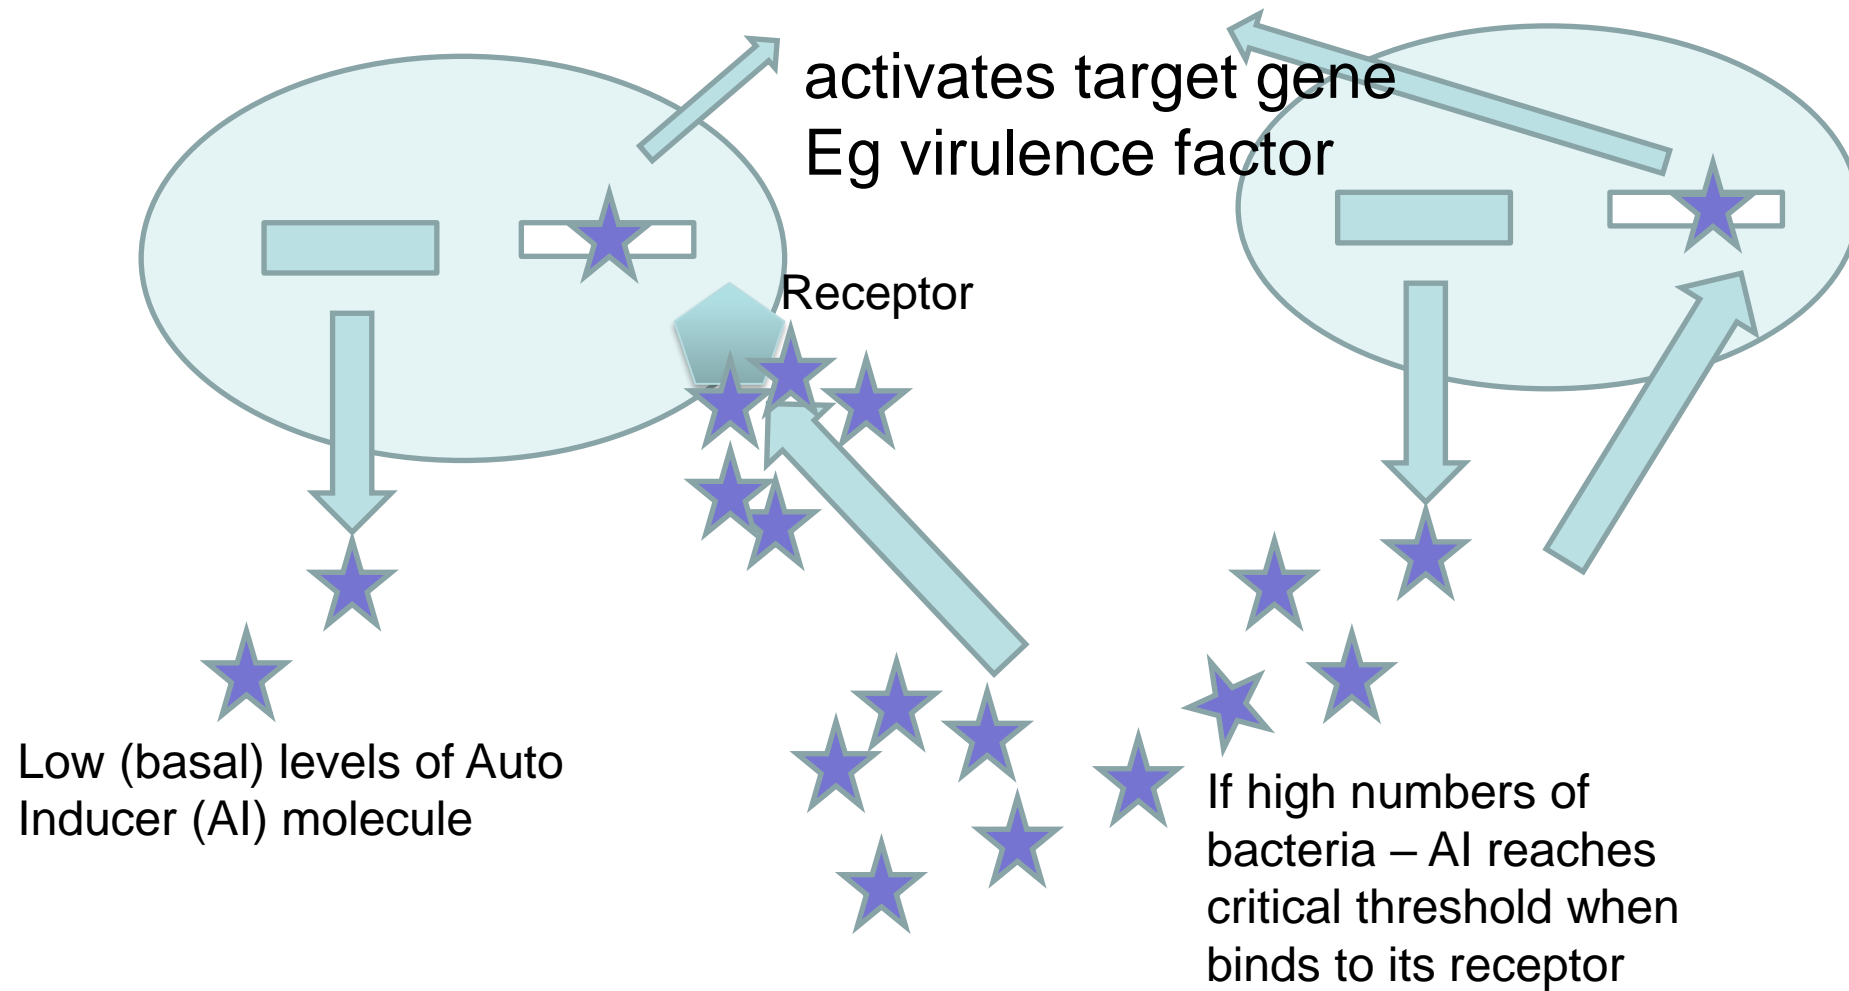 activates target gene
Eg virulence factor
Receptor
Low (basal) levels of Auto
Inducer (AI) molecule
If high numbers of
bacteria – AI reaches
critical threshold when
binds to its receptor